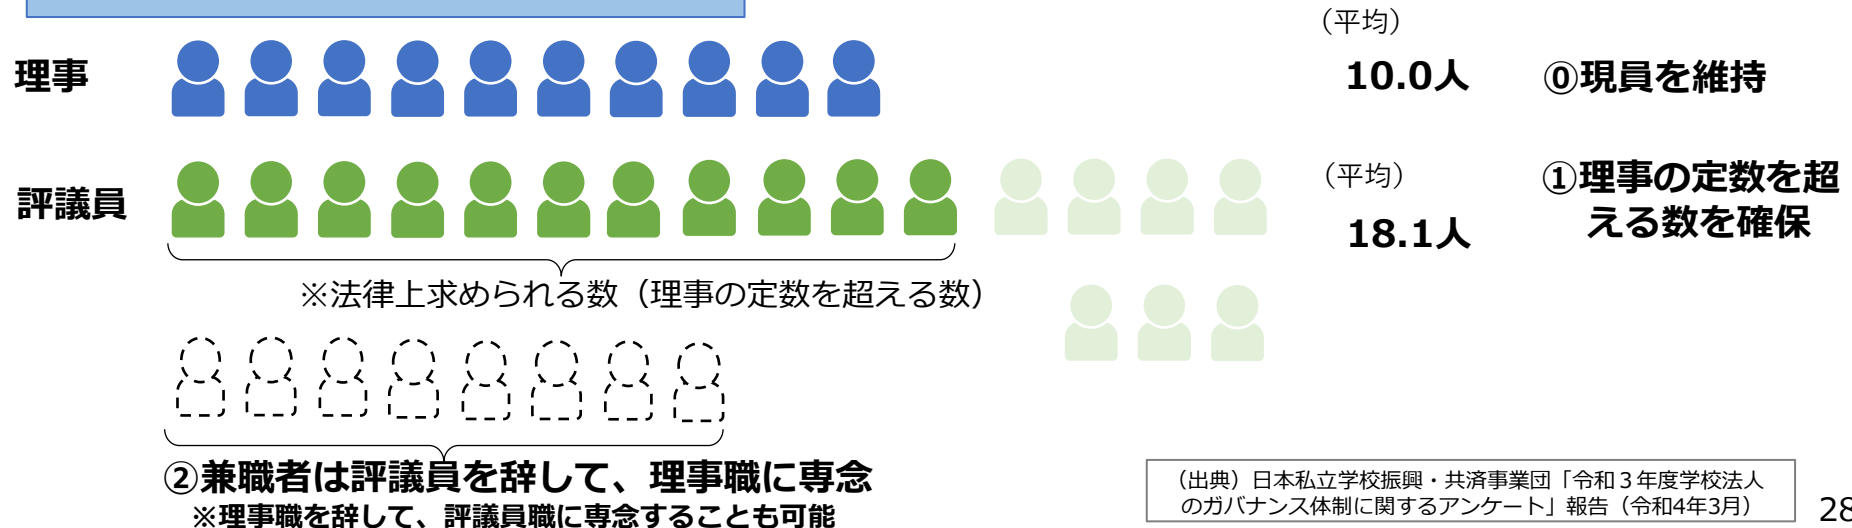 （平均）
理事
10.0人
⓪現員を維持
評議員
（平均）
18.1人
①理事の定数を超
える数を確保
※法律上求められる数（理事の定数を超える数）
②兼職者は評議員を辞して、理事職に専念
※理事職を辞して、評議員職に専念することも可能
（出典）日本私立学校振興・共済事業団「令和３年度学校法人
のガバナンス体制に関するアンケート」報告（令和4年3月）
28